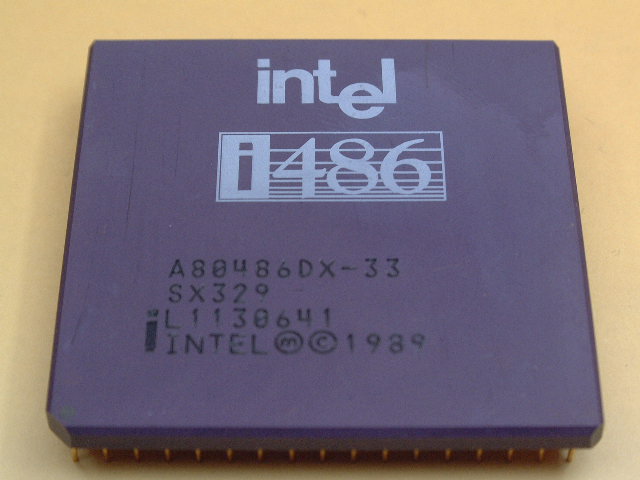 intel
i486
A80486DX-33
SX329
i L1130641
INTEL ⓜ © 1989